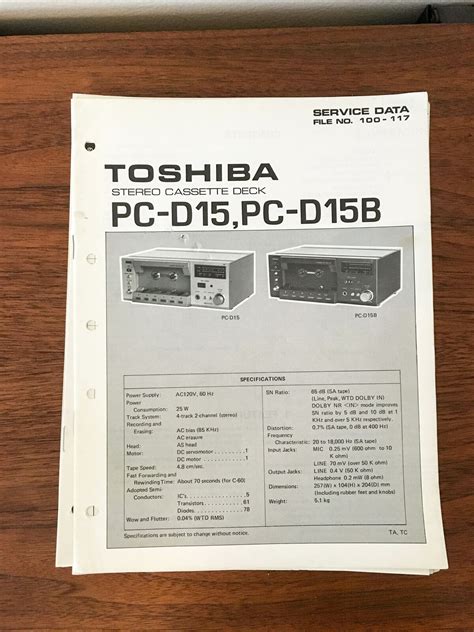 SERVICE DATA
FILE NO. 100-117
TOSHIBA
STEREO CASSETTE DECK
PC-D15, PC-D15B
PC-D15
PC-D15B
SPECIFICATIONS
Power Supply: AC120V, 60 Hz
Power
Consumption: 25 W
Track System: 4-track 2-channel (stereo)
Recording and
Erasing: AC bias (85 KHz)
AC erasure
Head: AS head
Motor: DC servomotor 1
DC motor 1
Tape Speed: 4.8 cm/sec.
Fast Forwarding and
Rewinding Time: About 70 seconds (for C-60)
Adopted Semi-
Conductors: IC's 5
Transistors 61
Diodes 78
Wow and Flutter: 0.04% (WTD RMS)
SN Ratio: 65 dB (SA tape)
(Line, Peak, WTD DOLBY IN)
DOLBY NR <IN> mode improves
SN ratio by 5 dB and 10 dB at 1
KHz and over 5 KHz respectively.
Distortion: 0.7% (SA tape, 0 dB at 400 Hz)
Frequency
Characteristic: 20 to 18,000 Hz (SA Tape)
Input Jacks: MIC 0.25 mV (600 ohm to 10
K ohm)
LINE 70 mV (over 50 K ohm)
Output Jacks: LINE 0.4 V (50 K ohm)
Headphone 0.2 mW (8 ohm)
Dimensions: 257(W) x 104(H) x 204(D) mm
(Including rubber feet and knobs)
Weight: 5.1 kg
Specifications are subject to change without notice.
TA, TC